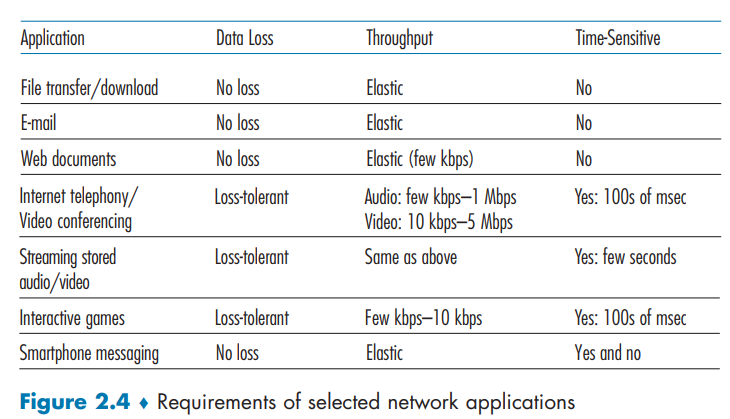 Application Data Loss Throughput Time-Sensitive
File transfer/download No loss Elastic No
E-mail No loss Elastic No
Web documents No loss Elastic (few kbps) No
Internet telephony/ Loss-tolerant Audio: few kbps–1 Mbps Yes: 100s of msec
Video conferencing Video: 10 kbps–5 Mbps
Streaming stored Loss-tolerant Same as above Yes: few seconds
audio/video
Interactive games Loss-tolerant Few kbps–10 kbps Yes: 100s of msec
Smartphone messaging No loss Elastic Yes and no
Figure 2.4 ♦ Requirements of selected network applications